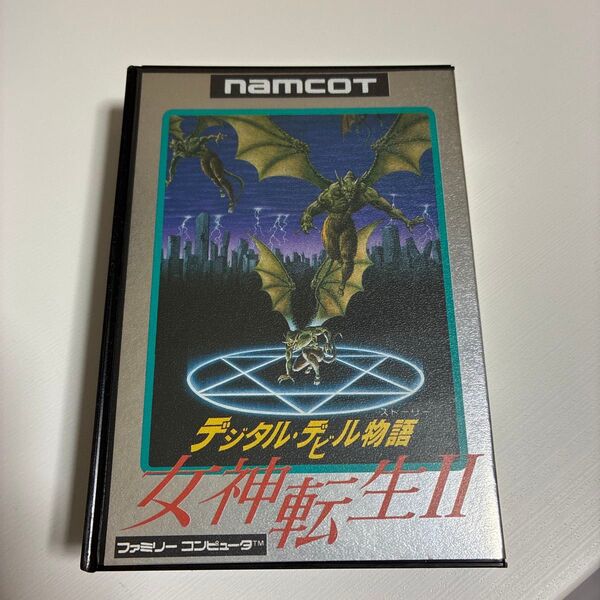 namcot
ストーリー
デジタル・デビル物語
女神転生II
ファミリーコンピュータ™